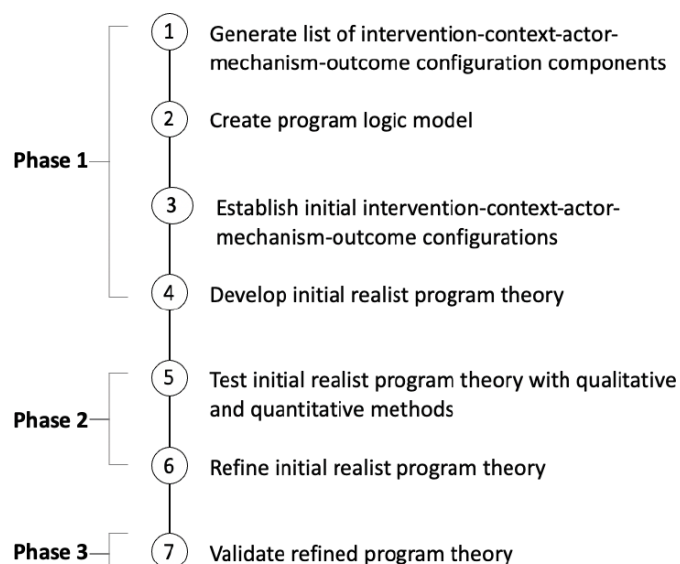 1 Generate list of intervention-context-actor-
mechanism-outcome configuration components
2 Create program logic model
Phase 1
3 Establish initial intervention-context-actor-
mechanism-outcome configurations
4 Develop initial realist program theory
5 Test initial realist program theory with qualitative
and quantitative methods
Phase 2
6 Refine initial realist program theory
Phase 3
7 Validate refined program theory